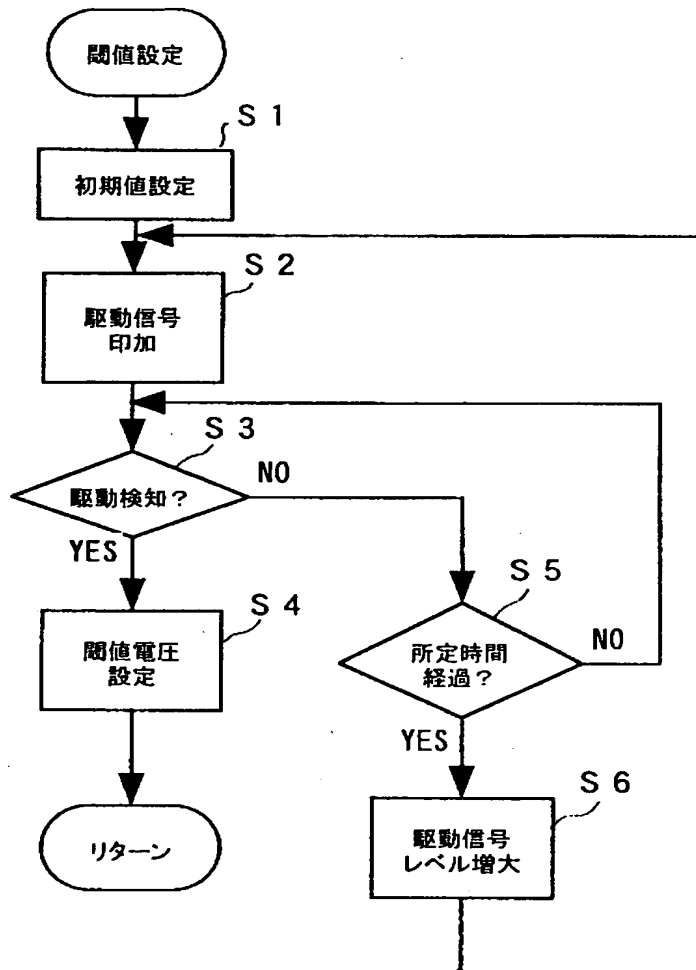 閾値設定
S 1
初期値設定
S 2
駆動信号
印加
S 3
駆動検知?
NO
YES
S 4
閾値電圧
設定
リターン
S 5
所定時間
経過?
NO
YES
S 6
駆動信号
レベル増大